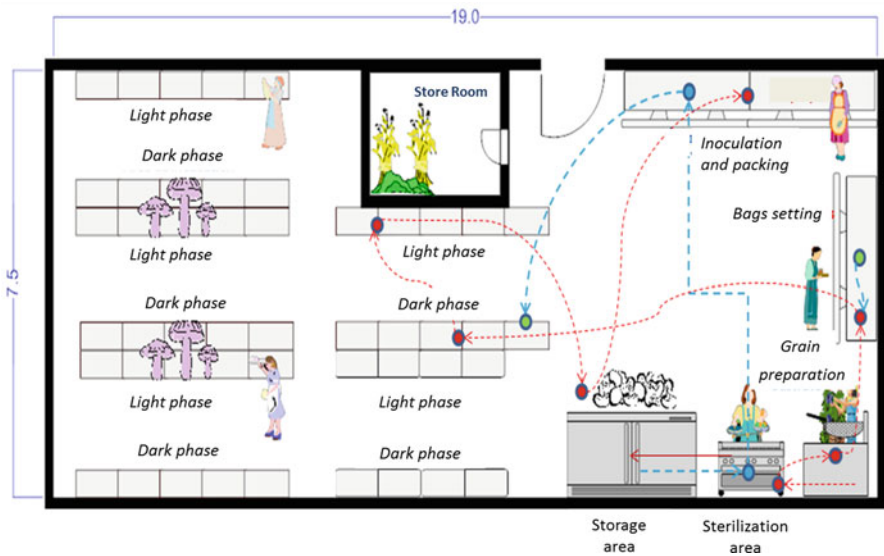 19.0
7.5
Store Room
Light phase
Dark phase
Light phase
Dark phase
Light phase
Dark phase
Light phase
Dark phase
Light phase
Dark phase
Inoculation
and packing
Bags setting
Grain
preparation
Storage
area
Sterilization
area